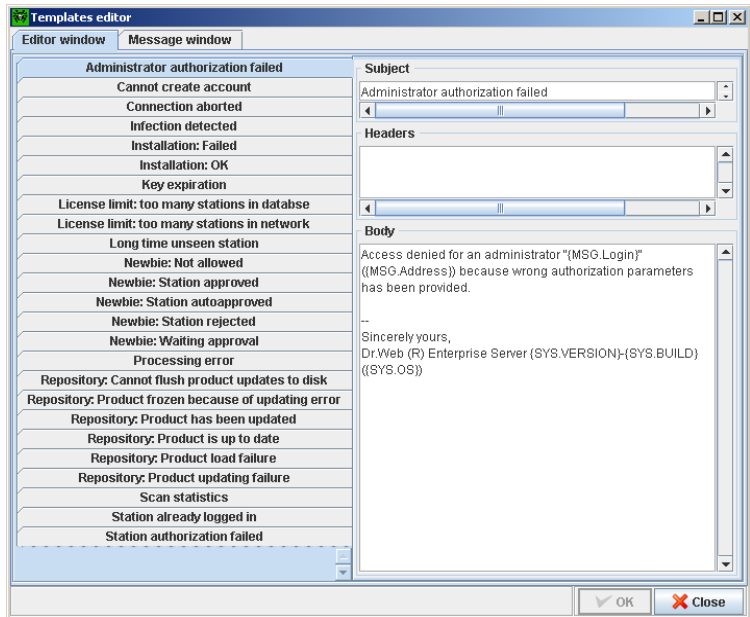 Templates editor
Editor window
Message window
Administrator authorization failed
Cannot create account
Connection aborted
Infection detected
Installation: Failed
Installation: OK
Key expiration
License limit: too many stations in databse
License limit: too many stations in network
Long time unseen station
Newbie: Not allowed
Newbie: Station approved
Newbie: Station autoapproved
Newbie: Station rejected
Newbie: Waiting approval
Processing error
Repository: Cannot flush product updates to disk
Repository: Product frozen because of updating error
Repository: Product has been updated
Repository: Product is up to date
Repository: Product load failure
Repository: Product updating failure
Scan statistics
Station already logged in
Station authorization failed
Subject
Administrator authorization failed
Headers
Body
Access denied for an administrator "{MSG.Login}"
({MSG.Address}) because wrong authorization parameters
has been provided.
--
Sincerely yours,
Dr.Web (R) Enterprise Server {SYS.VERSION}-{SYS.BUILD}
({SYS.OS})
OK
Close